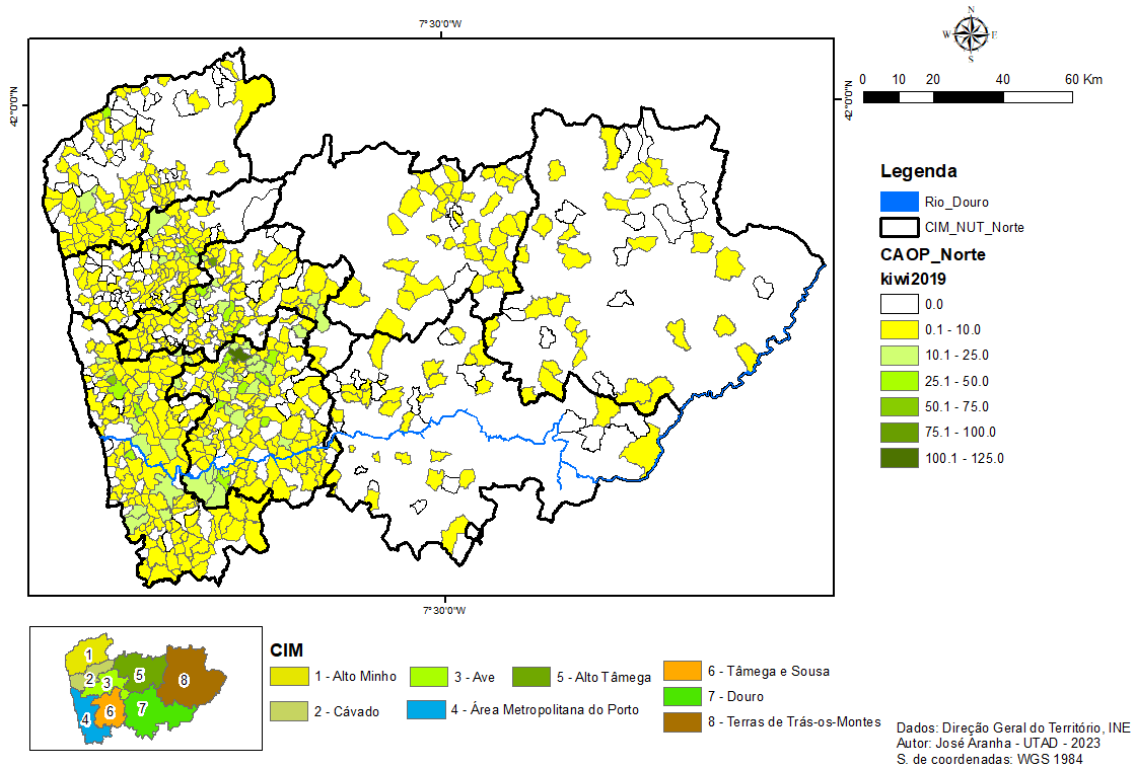 7°30'0"W
N
W E
S
0 10 20 40 60 Km
42°0'0"N
42°0'0"N
Legenda
Rio_Douro
CIM_NUT_Norte
CAOP_Norte
kiwi2019
0.0
0.1 - 10.0
10.1 - 25.0
25.1 - 50.0
50.1 - 75.0
75.1 - 100.0
100.1 - 125.0
7°30'0"W
1
2
3
4
5
6
7
8
CIM
1 - Alto Minho
3 - Ave
5 - Alto Tâmega
6 - Tâmega e Sousa
2 - Cávado
4 - Área Metropolitana do Porto
7 - Douro
8 - Terras de Trás-os-Montes
Dados: Direção Geral do Território, INE
Autor: José Aranha - UTAD - 2023
S. de coordenadas: WGS 1984